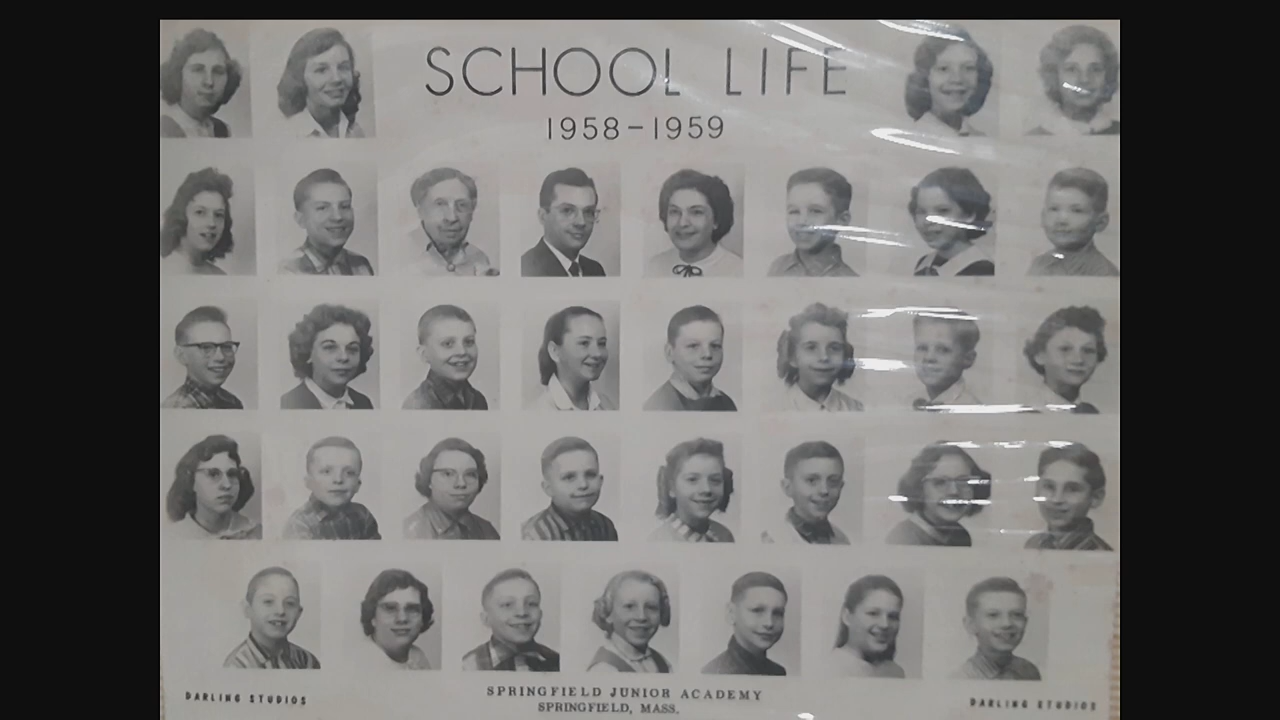 SCHOOL LIFE
1958-1959
SPRINGFIELD JUNIOR ACADEMY
SPRINGFIELD, MASS.
DARLING STUDIOS
DARLING STUDIOS